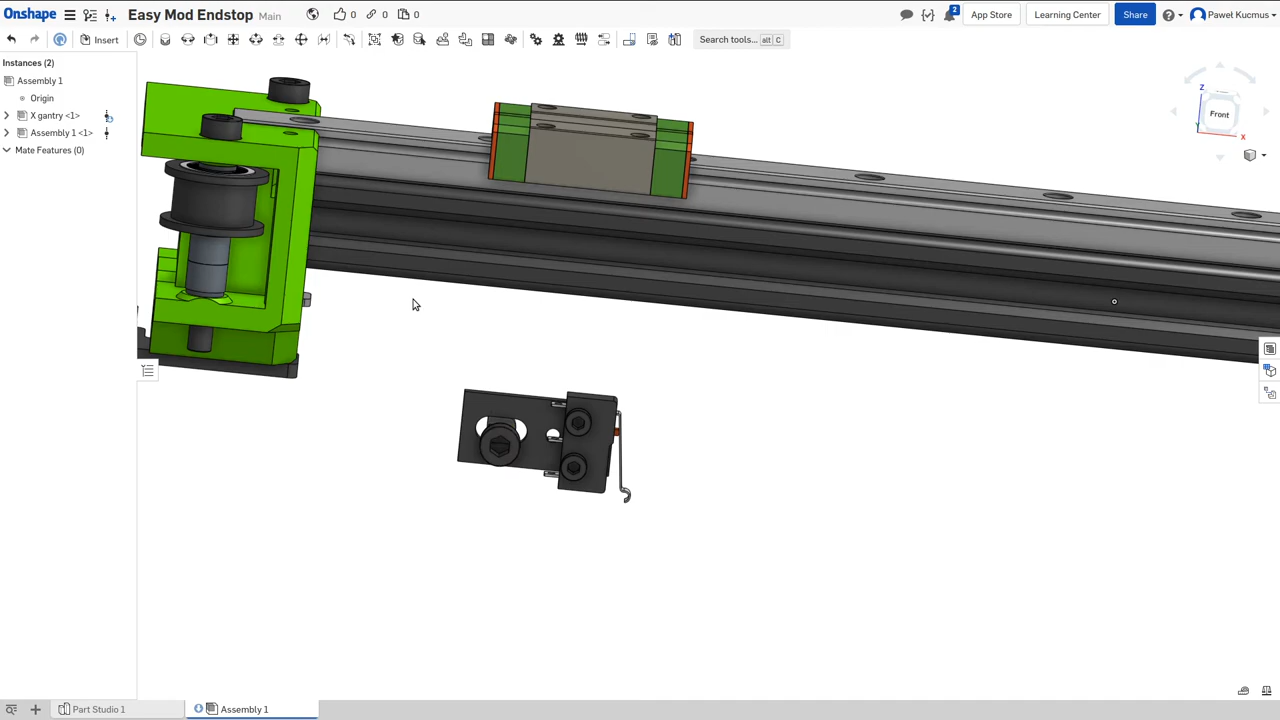 Onshape Easy Mod Endstop Main 0 0 0 2 App Store Learning Center Share Paweł Kucmus
Insert Search tools... alt C
Instances (2)
Assembly 1
Origin
X gantry <1>
Assembly 1 <1>
Mate Features (0)
Z
Front
X
Part Studio 1 Assembly 1